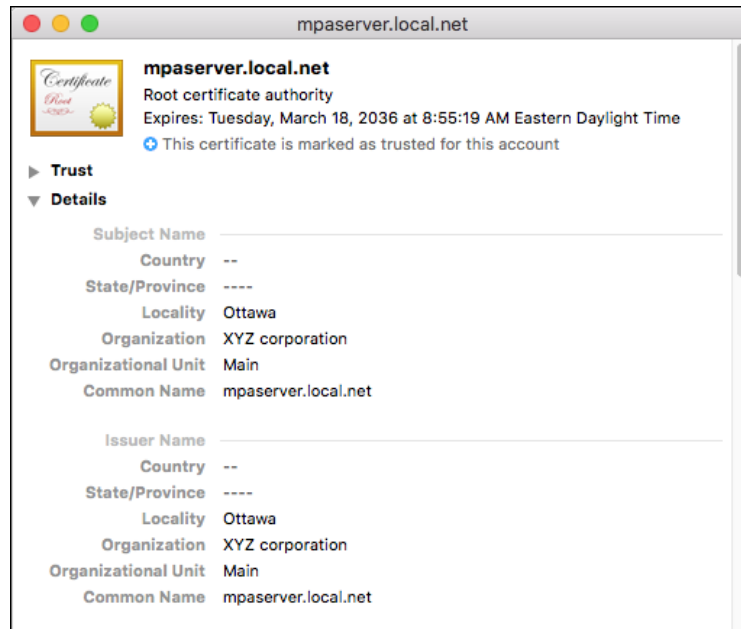 mpaserver.local.net
Certificate
Root
mpaserver.local.net
Root certificate authority
Expires: Tuesday, March 18, 2036 at 8:55:19 AM Eastern Daylight Time
This certificate is marked as trusted for this account
Trust
Details
Subject Name
Country --
State/Province ----
Locality Ottawa
Organization XYZ corporation
Organizational Unit Main
Common Name mpaserver.local.net
Issuer Name
Country --
State/Province ----
Locality Ottawa
Organization XYZ corporation
Organizational Unit Main
Common Name mpaserver.local.net